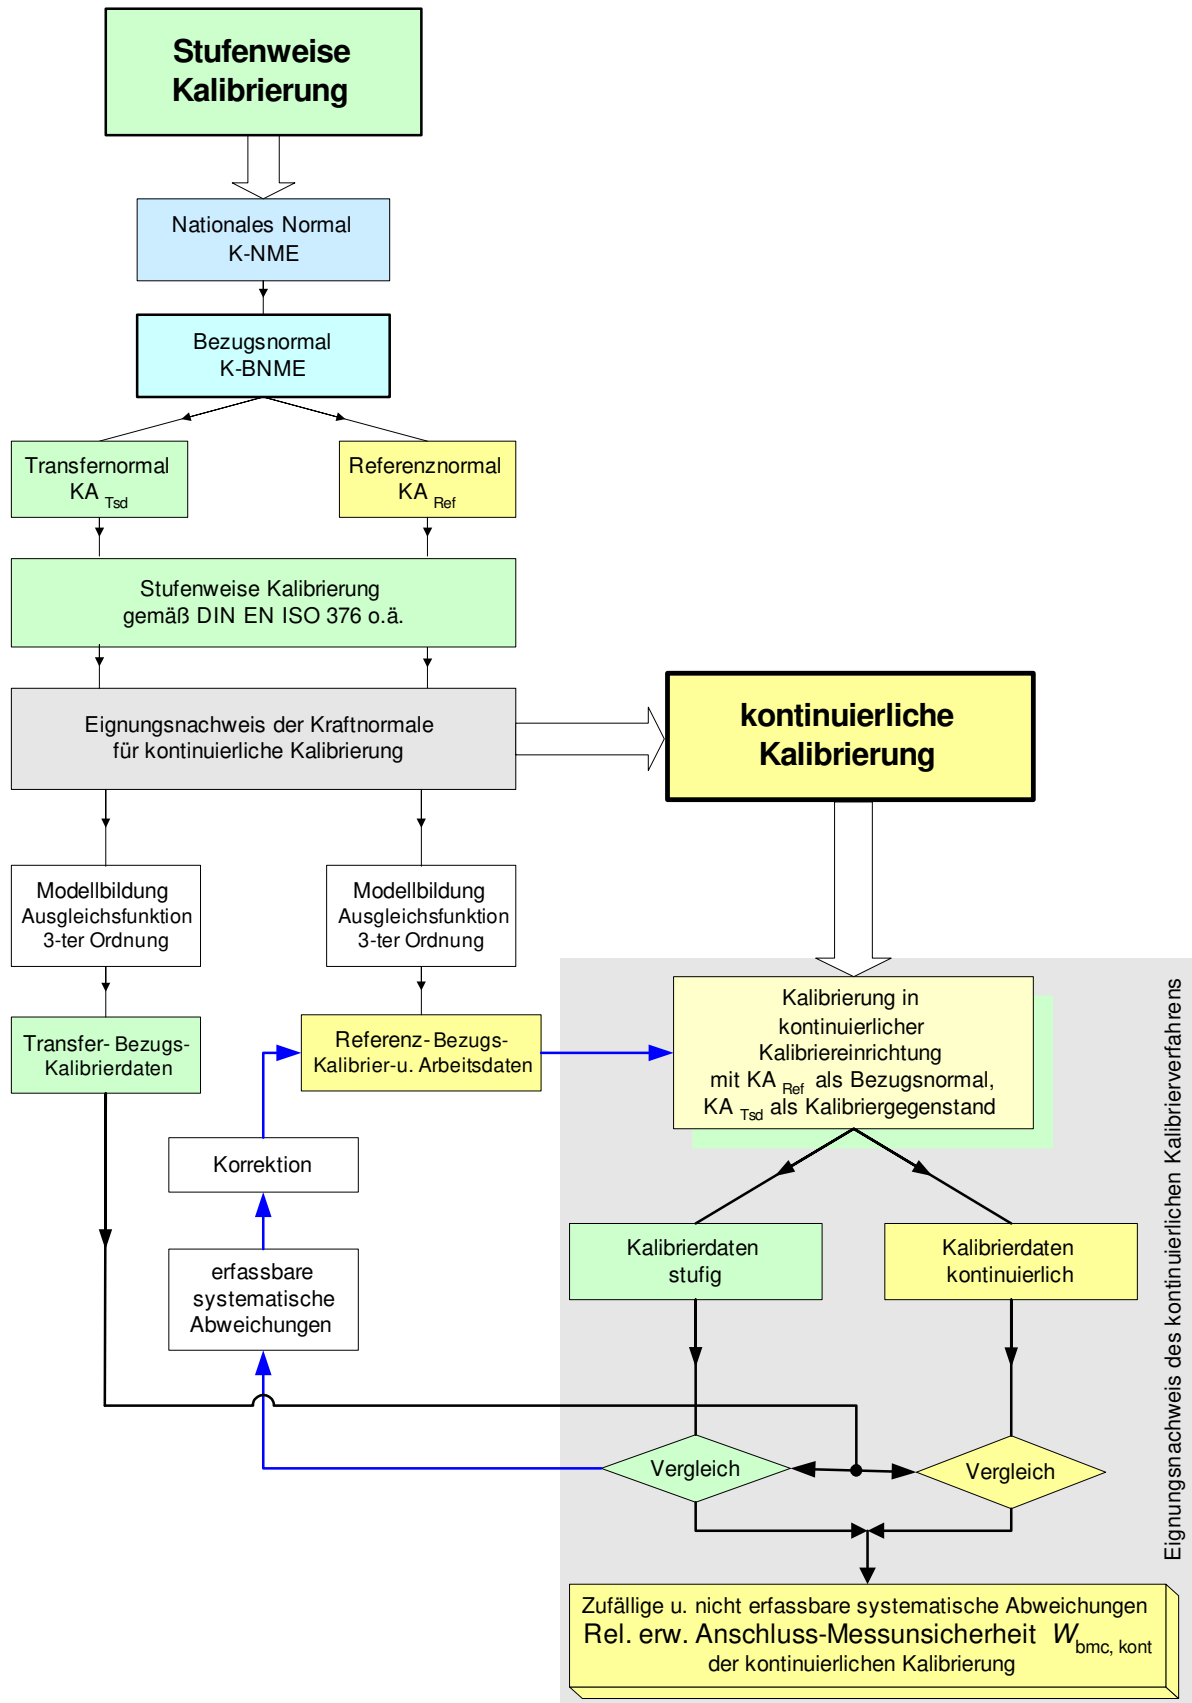 Stufenweise
Kalibrierung
Nationales Normal
K-NME
Bezugsnormal
K-BNME
Transfernormal
KA Tsd
Referenznormal
KA Ref
Stufenweise Kalibrierung
gemäß DIN EN ISO 376 o.ä.
Eignungsnachweis der Kraftnormale
für kontinuierliche Kalibrierung
kontinuierliche
Kalibrierung
Modellbildung
Ausgleichsfunktion
3-ter Ordnung
Modellbildung
Ausgleichsfunktion
3-ter Ordnung
Transfer- Bezugs-
Kalibrierdaten
Referenz- Bezugs-
Kalibrier-u. Arbeitsdaten
Kalibrierung in
kontinuierlicher
Kalibriereinrichtung
mit KA Ref als Bezugsnormal,
KA Tsd als Kalibriergegenstand
Korrektion
erfassbare
systematische
Abweichungen
Kalibrierdaten
stufig
Kalibrierdaten
kontinuierlich
Vergleich
Vergleich
Eignungsnachweis des kontinuierlichen Kalibrierverfahrens
Zufällige u. nicht erfassbare systematische Abweichungen
Rel. erw. Anschluss-Messunsicherheit W bmc, kont
der kontinuierlichen Kalibrierung